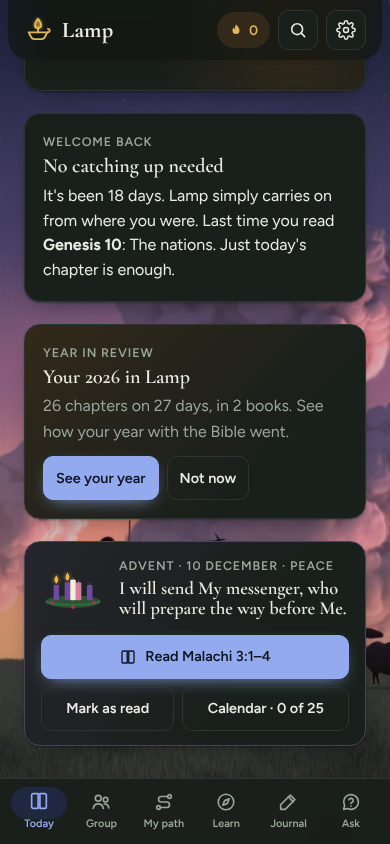 Lamp
0
WELCOME BACK
No catching up needed
It's been 18 days. Lamp simply carries on
from where you were. Last time you read
Genesis 10: The nations. Just today's
chapter is enough.
YEAR IN REVIEW
Your 2026 in Lamp
26 chapters on 27 days, in 2 books. See
how your year with the Bible went.
See your year
Not now
ADVENT · 10 DECEMBER · PEACE
I will send My messenger, who
will prepare the way before Me.
Read Malachi 3:1–4
Mark as read
Calendar · 0 of 25
Today
Group
My path
Learn
Journal
Ask